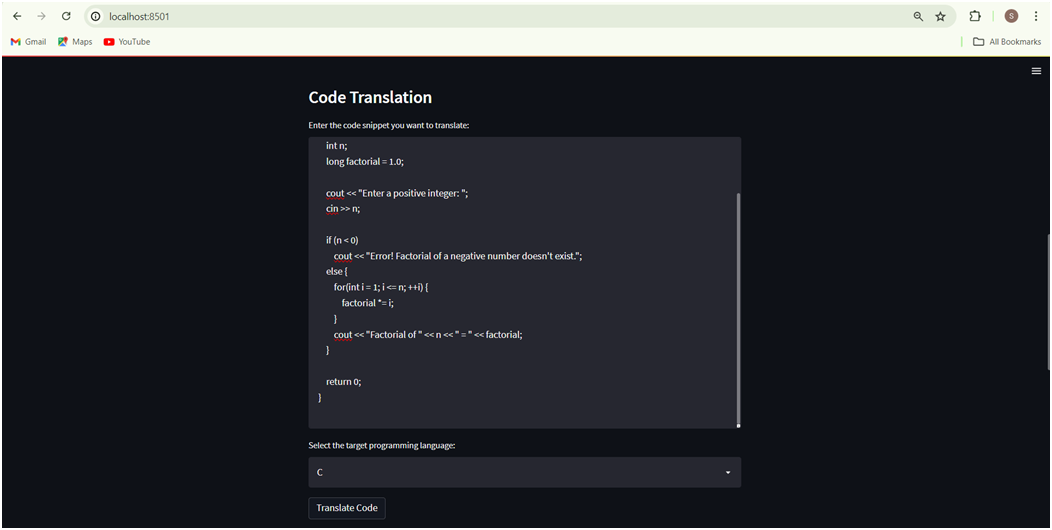 localhost:8501
S
Gmail Maps YouTube
All Bookmarks
Code Translation
Enter the code snippet you want to translate:
int n;
long factorial = 1.0;
cout << "Enter a positive integer: ";
cin >> n;
if (n < 0)
cout << "Error! Factorial of a negative number doesn't exist.";
else {
for(int i = 1; i <= n; ++i) {
factorial *= i;
}
cout << "Factorial of " << n << " = " << factorial;
}
return 0;
}
Select the target programming language:
C
Translate Code